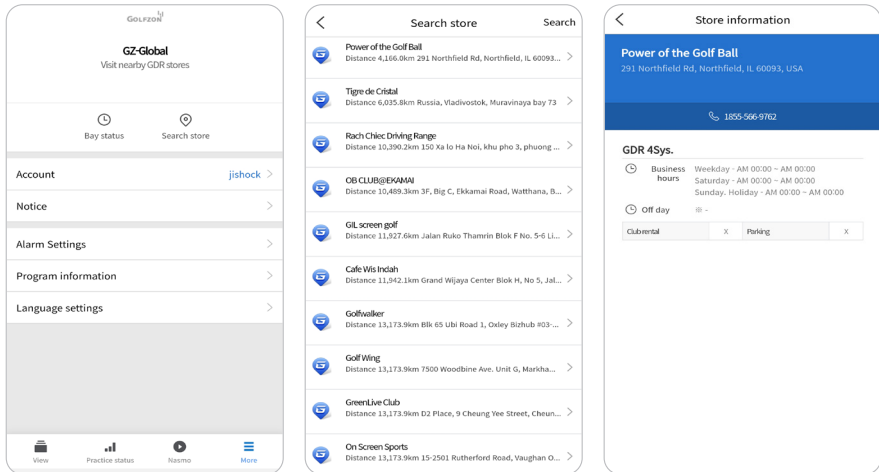 GOLFZON
GZ-Global
Visit nearby GDR stores
Bay status
Search store
Account
jishock
Notice
Alarm Settings
Program information
Language settings
View
Practice status
Nasmo
More
Search store
Search
Power of the Golf Ball
Distance 4,166.0km 291 Northfield Rd, Northfield, IL 60093...
Tigre de Cristal
Distance 6,035.8km Russia, Vladivostok, Muravinaya bay 73
Rach Chiec Driving Range
Distance 10,390.2km 150 Xa lo Ha Noi, khu pho 3, phuong ...
OB CLUB@EKAMAI
Distance 10,489.3km 3F, Big C, Ekkamai Road, Watthana, B...
GIL screen golf
Distance 11,927.6km Jalan Ruko Thamrin Blok F No. 5-6 Li...
Cafe Wis Indah
Distance 11,942.1km Grand Wijaya Center Blok H, No 5, Jal...
Golfwalker
Distance 13,173.9km Blk 65 Ubi Road 1, Oxley Bizhub #03-...
Golf Wing
Distance 13,173.9km 7500 Woodbine Ave. Unit G, Markha...
GreenLive Club
Distance 13,173.9km D2 Place, 9 Cheung Yee Street, Cheun...
On Screen Sports
Distance 13,173.9km 15-2501 Rutherford Road, Vaughan O...
Store information
Power of the Golf Ball
291 Northfield Rd, Northfield, IL 60093, USA
1855-566-9762
GDR 4Sys.
Business hours
Weekday - AM 00:00 ~ AM 00:00
Saturday - AM 00:00 ~ AM 00:00
Sunday. Holiday - AM 00:00 ~ AM 00:00
Off day ※ -
Club rental X Parking X